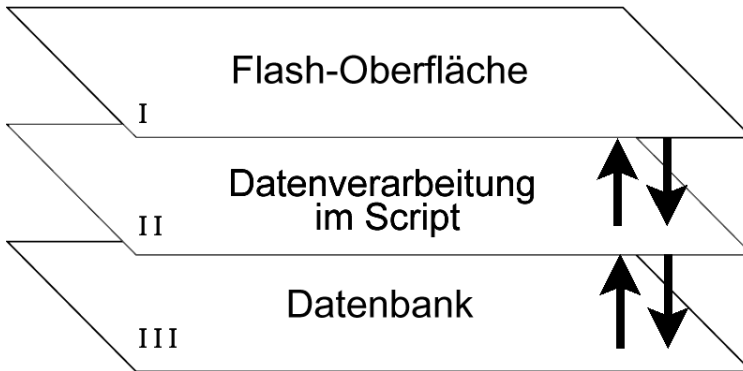 Flash-Oberfläche
I
Datenverarbeitung
im Script
II
Datenbank
III